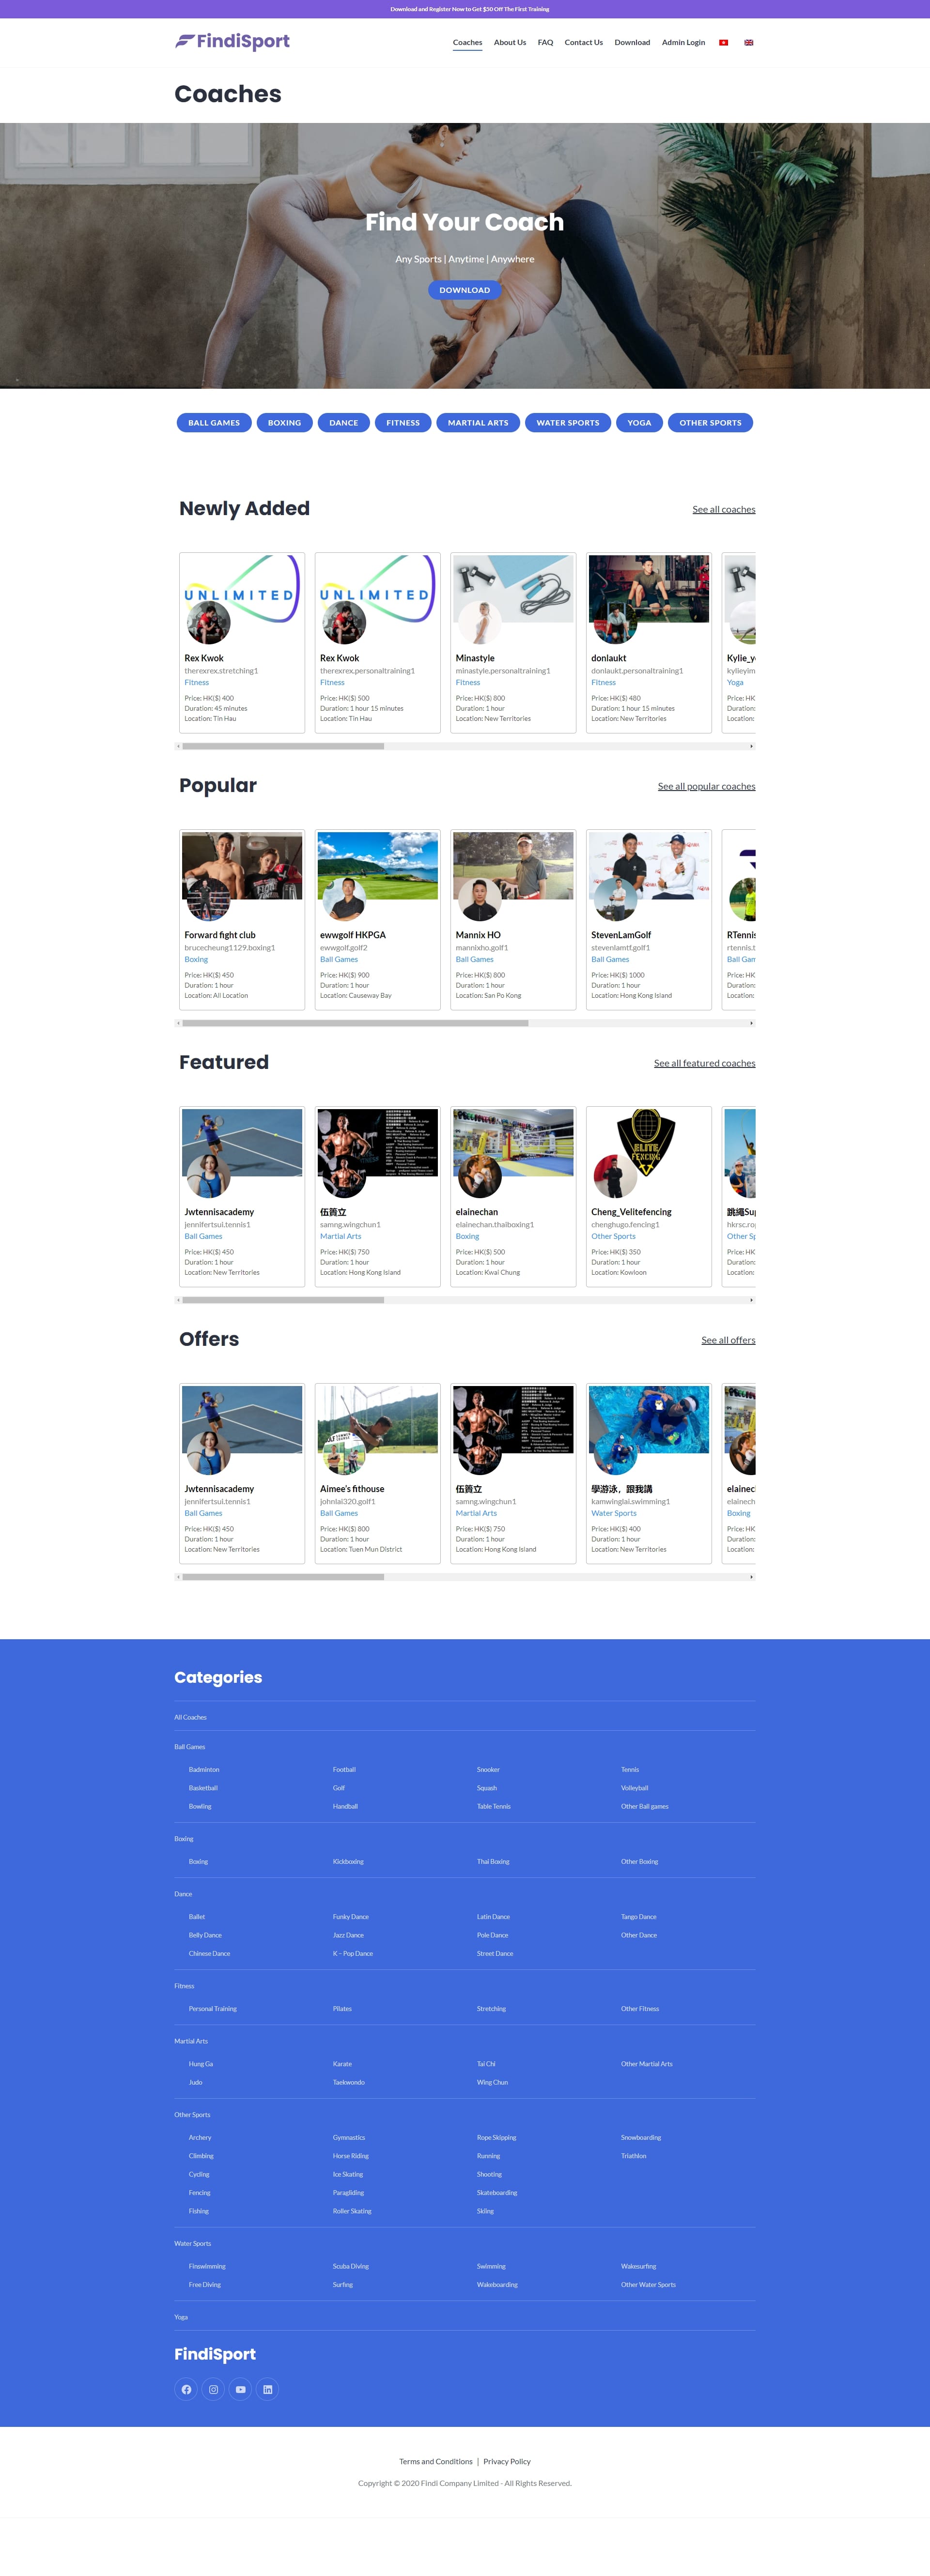 Download and Register Now to Get $50 Off The First Training
FindiSport
Coaches About Us FAQ Contact Us Download Admin Login
Coaches
Find Your Coach
Any Sports | Anytime | Anywhere
DOWNLOAD
BALL GAMES BOXING DANCE FITNESS MARTIAL ARTS WATER SPORTS YOGA OTHER SPORTS
Newly Added See all coaches
UNLIMITED UNLIMITED
Rex Kwok Rex Kwok Minastyle donlaukt Kylie_y
therexrex.stretching1 therexrex.personaltraining1 minastyle.personaltraining1 donlaukt.personaltraining1 kylieyim
Fitness Fitness Fitness Fitness Yoga
Price: HK($) 400 Price: HK($) 500 Price: HK($) 800 Price: HK($) 480 Price: HK
Duration: 45 minutes Duration: 1 hour 15 minutes Duration: 1 hour Duration: 1 hour 15 minutes Duration:
Location: Tin Hau Location: Tin Hau Location: New Territories Location: New Territories Location:
Popular See all popular coaches
Forward fight club ewwgolf HKPGA Mannix HO StevenLamGolf RTennis
brucecheung1129.boxing1 ewwgolf.golf2 mannixho.golf1 stevenlamtf.golf1 rtennis.t
Boxing Ball Games Ball Games Ball Games Ball Gam
Price: HK($) 450 Price: HK($) 900 Price: HK($) 800 Price: HK($) 1000 Price: HK
Duration: 1 hour Duration: 1 hour Duration: 1 hour Duration: 1 hour Duration:
Location: All Location Location: Causeway Bay Location: San Po Kong Location: Hong Kong Island Location:
Featured See all featured coaches
ELITE
FENCING
Jwtennisacademy 伍質立 elainechan Cheng_Velitefencing 跳繩Sup
jennifertsui.tennis1 samng.wingchun1 elainechan.thaiboxing1 chenghugo.fencing1 hkrsc.ro
Ball Games Martial Arts Boxing Other Sports Other Sp
Price: HK($) 450 Price: HK($) 750 Price: HK($) 500 Price: HK($) 350 Price: HK
Duration: 1 hour Duration: 1 hour Duration: 1 hour Duration: 1 hour Duration:
Location: New Territories Location: Hong Kong Island Location: Kwai Chung Location: Kowloon Location:
Offers See all offers
Jwtennisacademy Aimee's fithouse 伍質立 學游泳，跟我講 elainecl
jennifertsui.tennis1 johnlai320.golf1 samng.wingchun1 kamwinglai.swimming1 elainech
Ball Games Ball Games Martial Arts Water Sports Boxing
Price: HK($) 450 Price: HK($) 800 Price: HK($) 750 Price: HK($) 400 Price: HK
Duration: 1 hour Duration: 1 hour Duration: 1 hour Duration: 1 hour Duration:
Location: New Territories Location: Tuen Mun District Location: Hong Kong Island Location: New Territories Location:
Categories
All Coaches
Ball Games
Badminton Football Snooker Tennis
Basketball Golf Squash Volleyball
Bowling Handball Table Tennis Other Ball games
Boxing
Boxing Kickboxing Thai Boxing Other Boxing
Dance
Ballet Funky Dance Latin Dance Tango Dance
Belly Dance Jazz Dance Pole Dance Other Dance
Chinese Dance K – Pop Dance Street Dance
Fitness
Personal Training Pilates Stretching Other Fitness
Martial Arts
Hung Ga Karate Tai Chi Other Martial Arts
Judo Taekwondo Wing Chun
Other Sports
Archery Gymnastics Rope Skipping Snowboarding
Climbing Horse Riding Running Triathlon
Cycling Ice Skating Shooting
Fencing Paragliding Skateboarding
Fishing Roller Skating Skiing
Water Sports
Finswimming Scuba Diving Swimming Wakesurfing
Free Diving Surfing Wakeboarding Other Water Sports
Yoga
FindiSport
Terms and Conditions | Privacy Policy
Copyright © 2020 Findi Company Limited - All Rights Reserved.